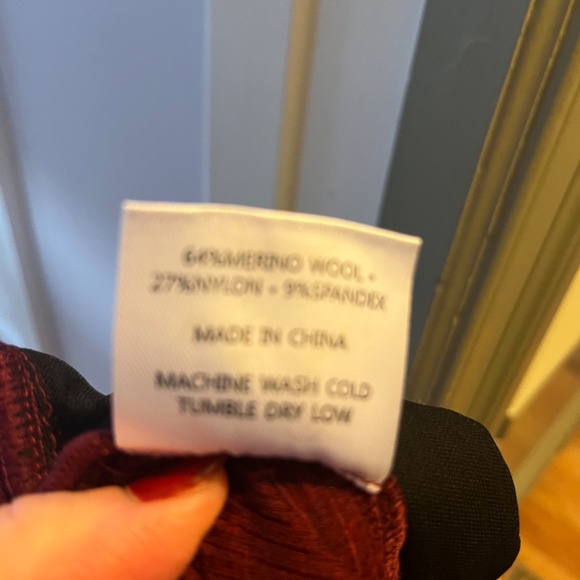 64%MERINO WOOL •
27%NYLON • 9%SPANDEX
MADE IN CHINA
MACHINE WASH COLD
TUMBLE DRY LOW